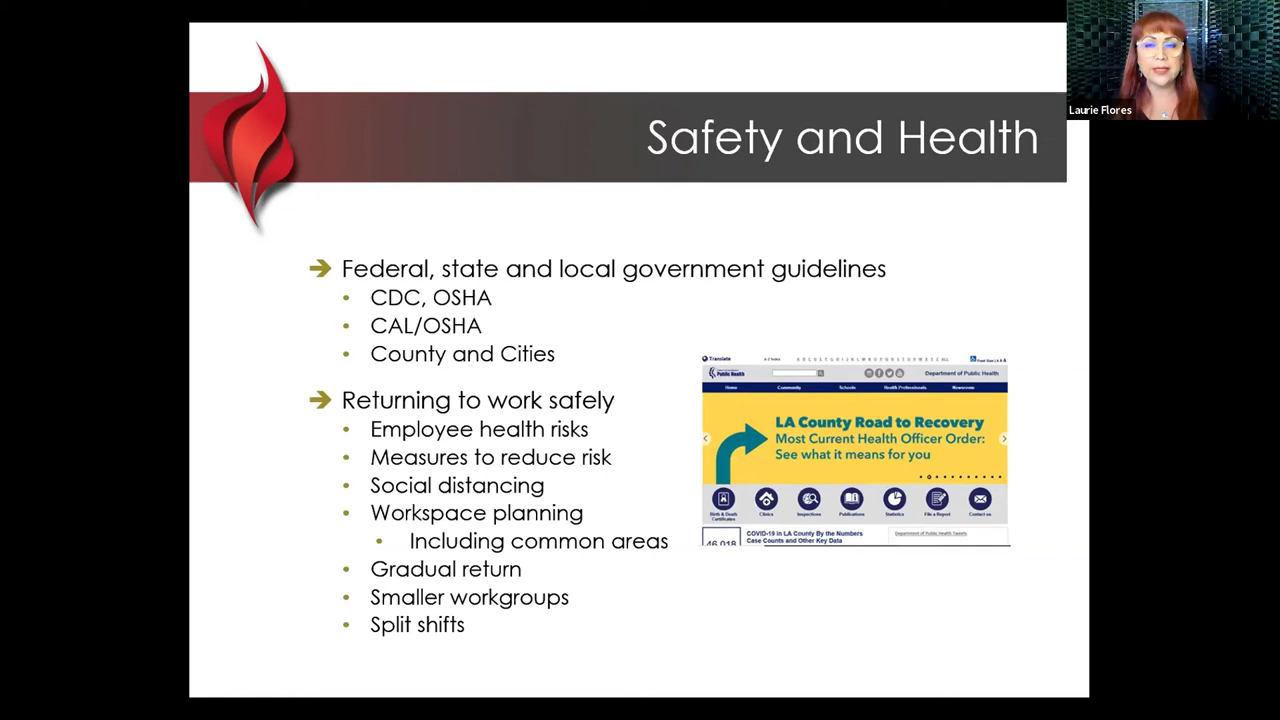 Laurie Flores
Safety and Health
Federal, state and local government guidelines
CDC, OSHA
CAL/OSHA
County and Cities
Returning to work safely
Employee health risks
Measures to reduce risk
Social distancing
Workspace planning
Including common areas
Gradual return
Smaller workgroups
Split shifts
Translate
Public Health
Department of Public Health
Home Community Schools Health Professionals Newsroom
LA County Road to Recovery
Most Current Health Officer Order:
See what it means for you
Birth & Death Clinics Inspections Publications Statistics File a Report Contact us
Certificates
46,018
COVID-19 in LA County By the Numbers
Case Counts and Other Key Data
Department of Public Health Tweets